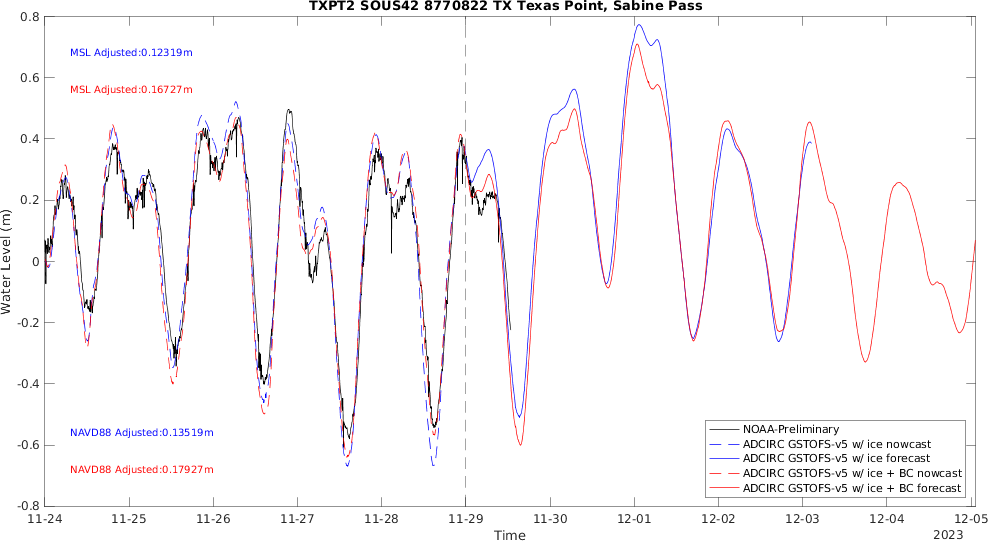 TXPT2 SOUS42 8770822 TX Texas Point, Sabine Pass
Water Level (m)
0.8
0.6
0.4
0.2
0
-0.2
-0.4
-0.6
-0.8
MSL Adjusted:0.12319m
MSL Adjusted:0.16727m
NAVD88 Adjusted:0.13519m
NAVD88 Adjusted:0.17927m
NOAA-Preliminary
ADCIRC GSTOFS-v5 w/ ice nowcast
ADCIRC GSTOFS-v5 w/ ice forecast
ADCIRC GSTOFS-v5 w/ ice + BC nowcast
ADCIRC GSTOFS-v5 w/ ice + BC forecast
11-24 11-25 11-26 11-27 11-28 11-29 11-30 12-01 12-02 12-03 12-04 12-05
Time
2023